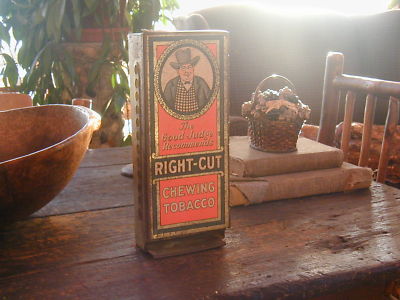 The
Good-Judge
Recommends
RIGHT-CUT
CHEWING
TOBACCO